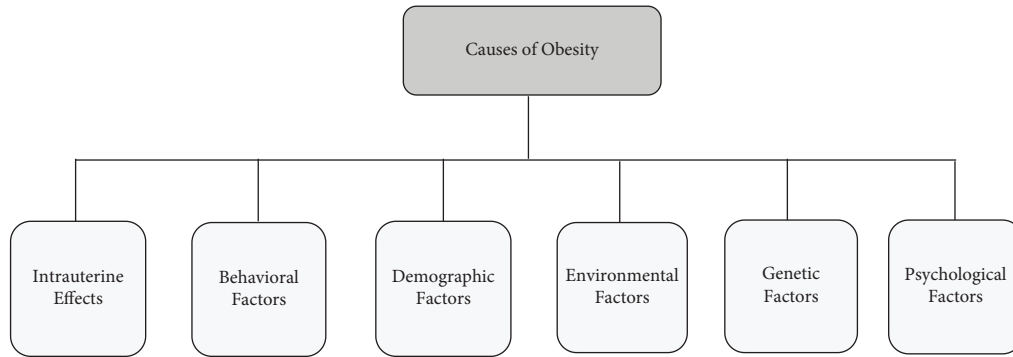 Causes of Obesity
Intrauterine
Effects
Behavioral
Factors
Demographic
Factors
Environmental
Factors
Genetic
Factors
Psychological
Factors